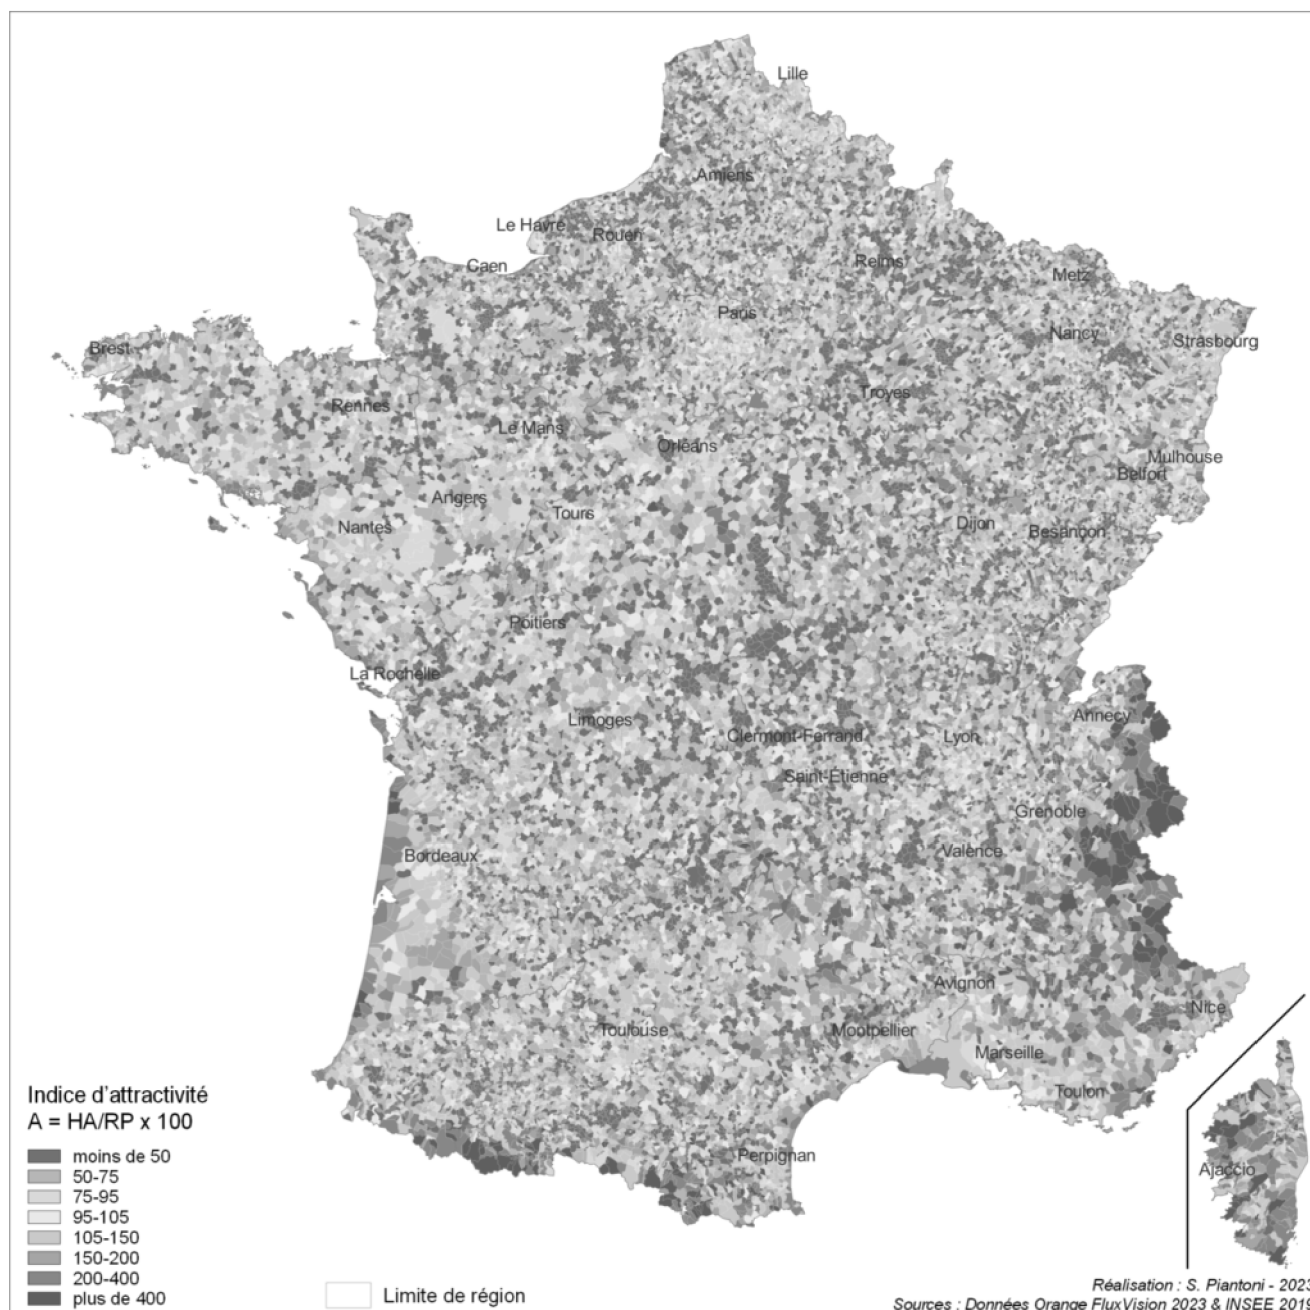 Lille
Amiens
Le Havre
Rouen
Caen
Reims
Metz
Paris
Nancy
Strasbourg
Brest
Rennes
Troyes
Le Mans
Orléans
Mulhouse
Belfort
Angers
Nantes
Tours
Dijon
Besançon
Poitiers
La Rochelle
Limoges
Annecy
Clermont-Ferrand
Lyon
Saint-Étienne
Grenoble
Bordeaux
Valence
Avignon
Nice
Toulouse
Montpellier
Marseille
Toulon
Perpignan
Ajaccio
Indice d'attractivité
A = HA/RP x 100
moins de 50
50-75
75-95
95-105
105-150
150-200
200-400
plus de 400
Limite de région
Réalisation : S. Piantoni - 2023
Sources : Données Orange FluxVision 2023 & INSEE 2019